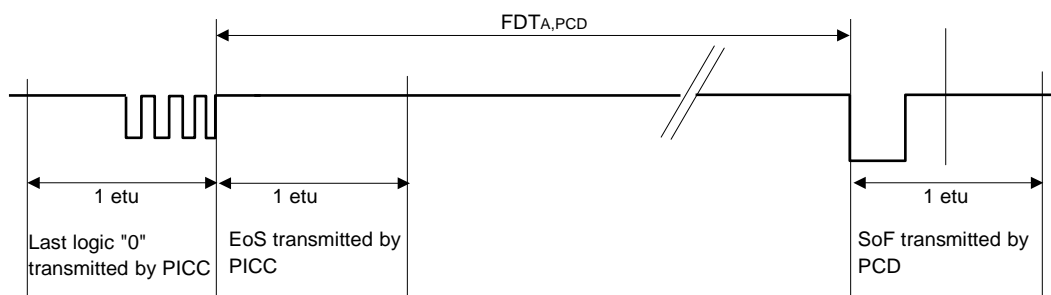 FDTA,PCD
1 etu
1 etu
1 etu
Last logic "0"
transmitted by PICC
EoS transmitted by
PICC
SoF transmitted by
PCD